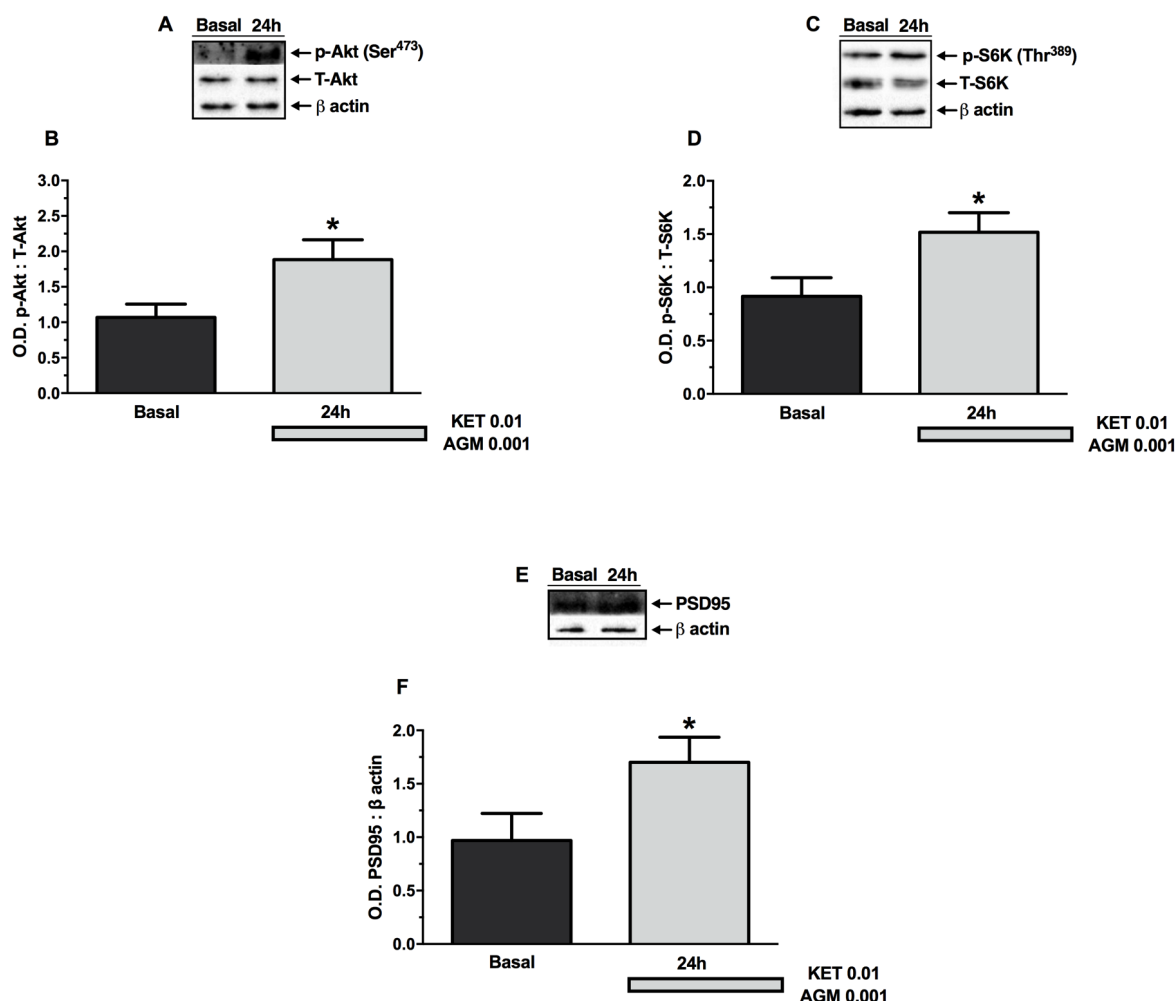 A
Basal 24h
p-Akt (Ser473)
T-Akt
β actin
B
O.D. p-Akt : T-Akt
3.0
2.5
2.0
1.5
1.0
0.5
0.0
*
Basal
24h
KET 0.01
AGM 0.001
C
Basal 24h
p-S6K (Thr389)
T-S6K
β actin
D
O.D. p-S6K : T-S6K
2.0
1.5
1.0
0.5
0.0
*
Basal
24h
KET 0.01
AGM 0.001
E
Basal 24h
PSD95
β actin
F
O.D. PSD95 : β actin
2.0
1.5
1.0
0.5
0.0
*
Basal
24h
KET 0.01
AGM 0.001